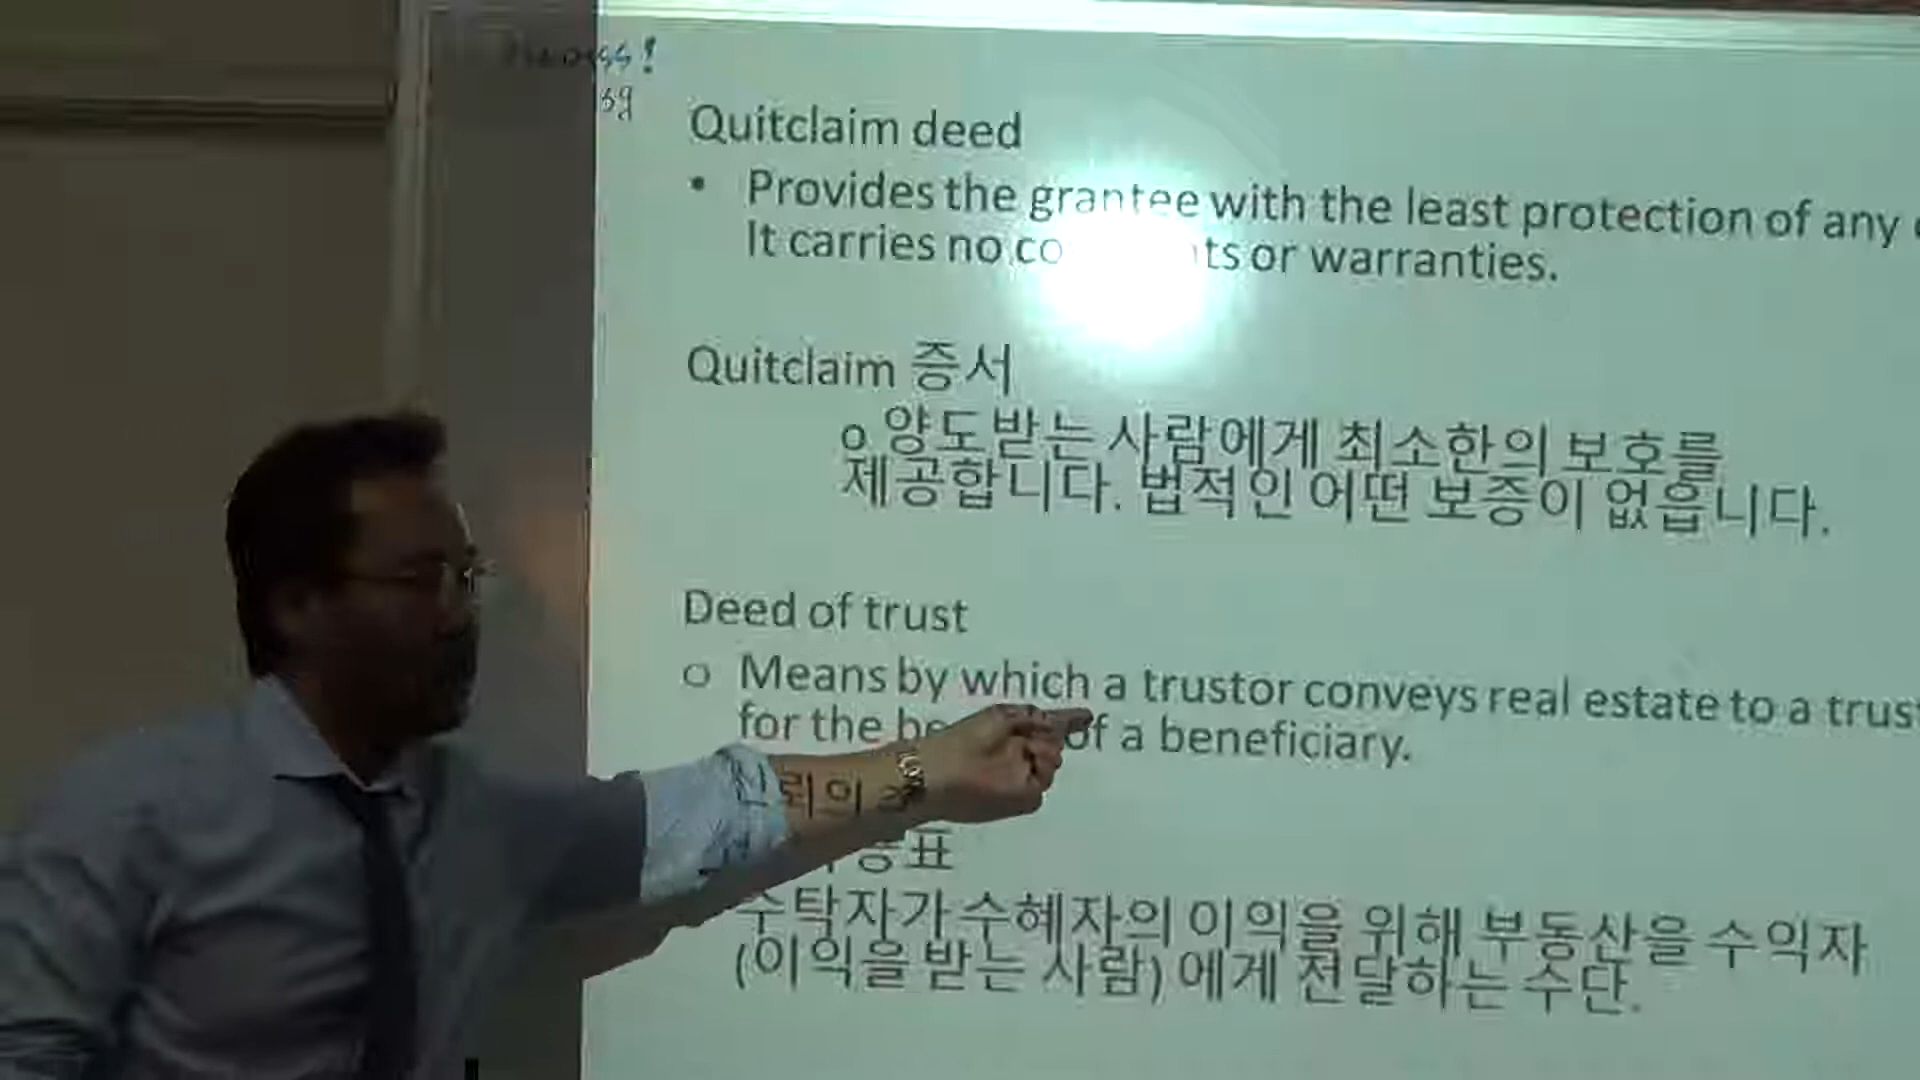 Quitclaim deed
• Provides the grantee with the least protection of any
It carries no or warranties.
Quitclaim 증서
o 양도받는 사람에게 최소한의 보호를
제공합니다. 법적인 어떤 보증이 없읍니다.
Deed of trust
o Means by which a trustor conveys real estate to a
for the of a beneficiary.
수탁자가 수혜자의 이익을 위해 부동산을 수익자
(이익을 받는 사람) 에게 전달하는 수단.